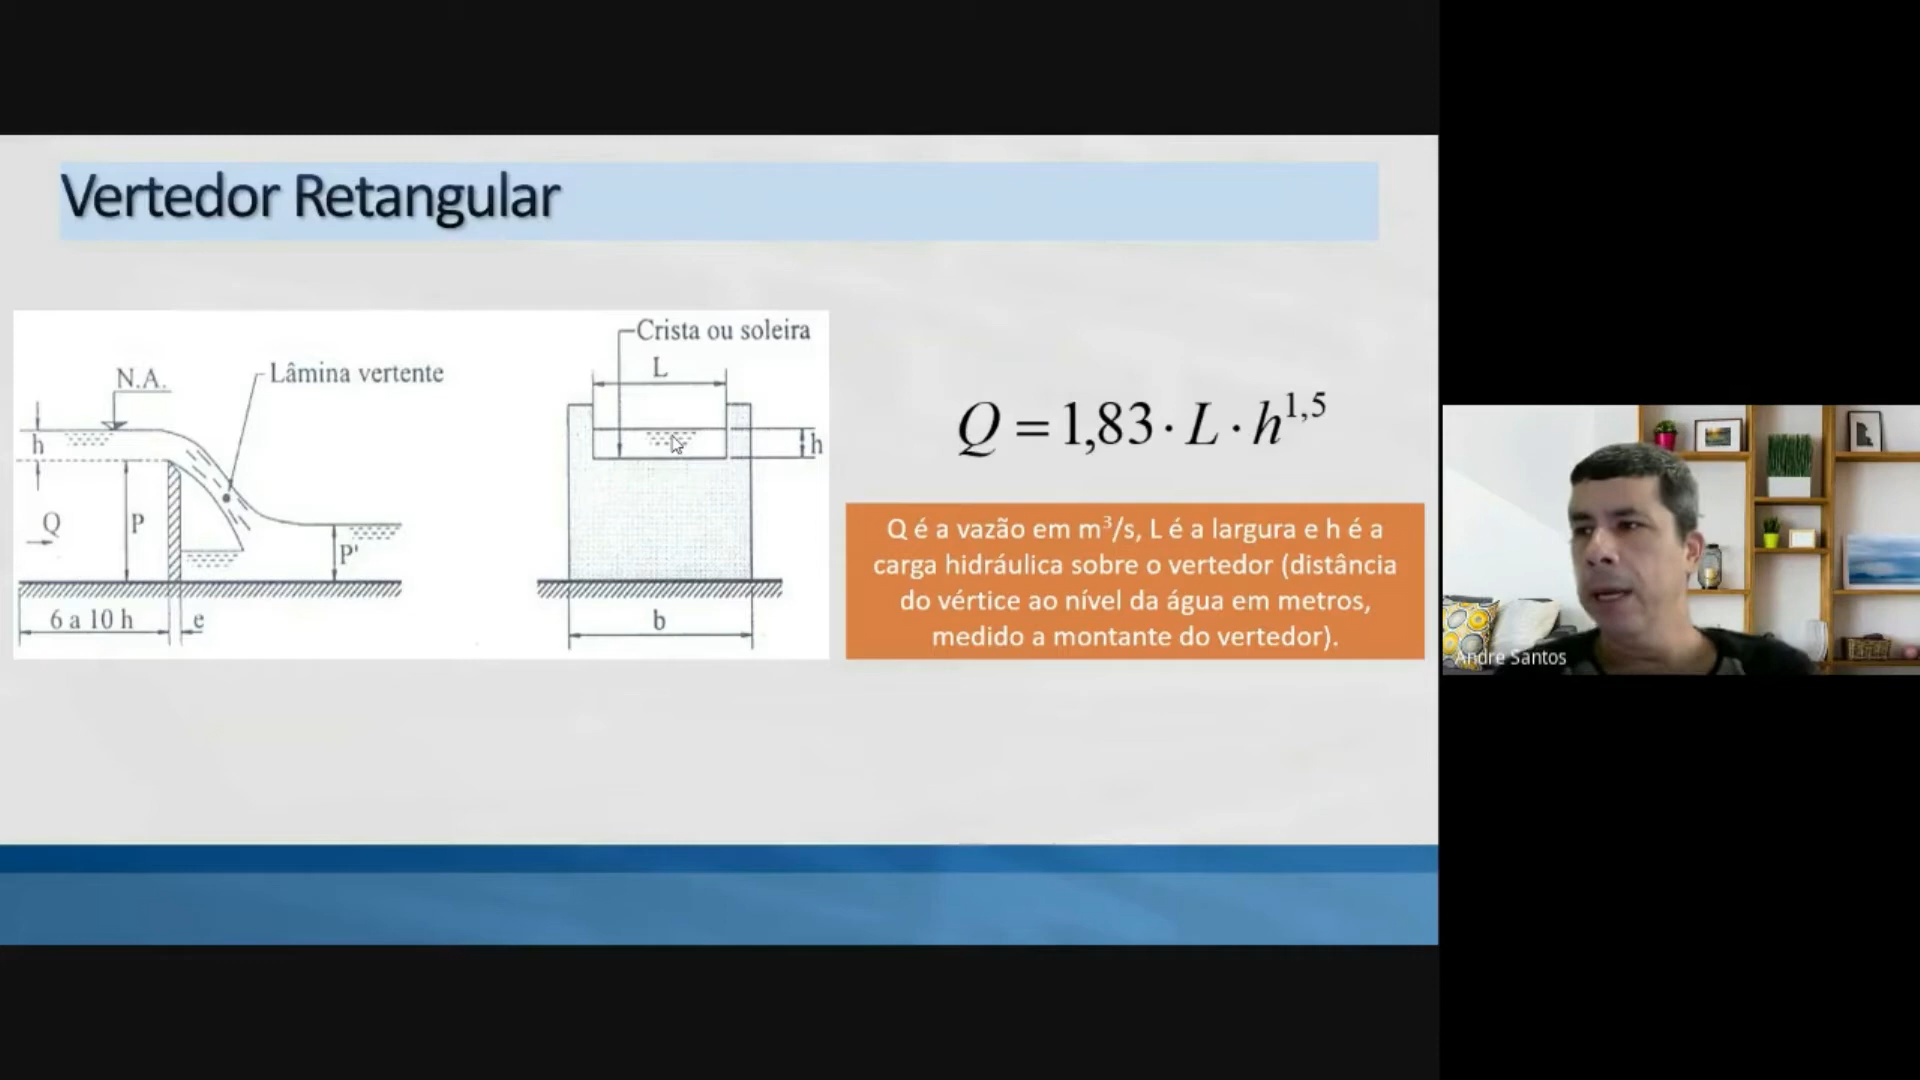 Vertedor Retangular
Crista ou soleira
L
N.A.
Lâmina vertente
h
h
Q
P
P'
6 a 10 h
e
b
Q = 1,83 · L · h^1,5
Q é a vazão em m³/s, L é a largura e h é a
carga hidráulica sobre o vertedor (distância
do vértice ao nível da água em metros,
medido a montante do vertedor).
Andre Santos